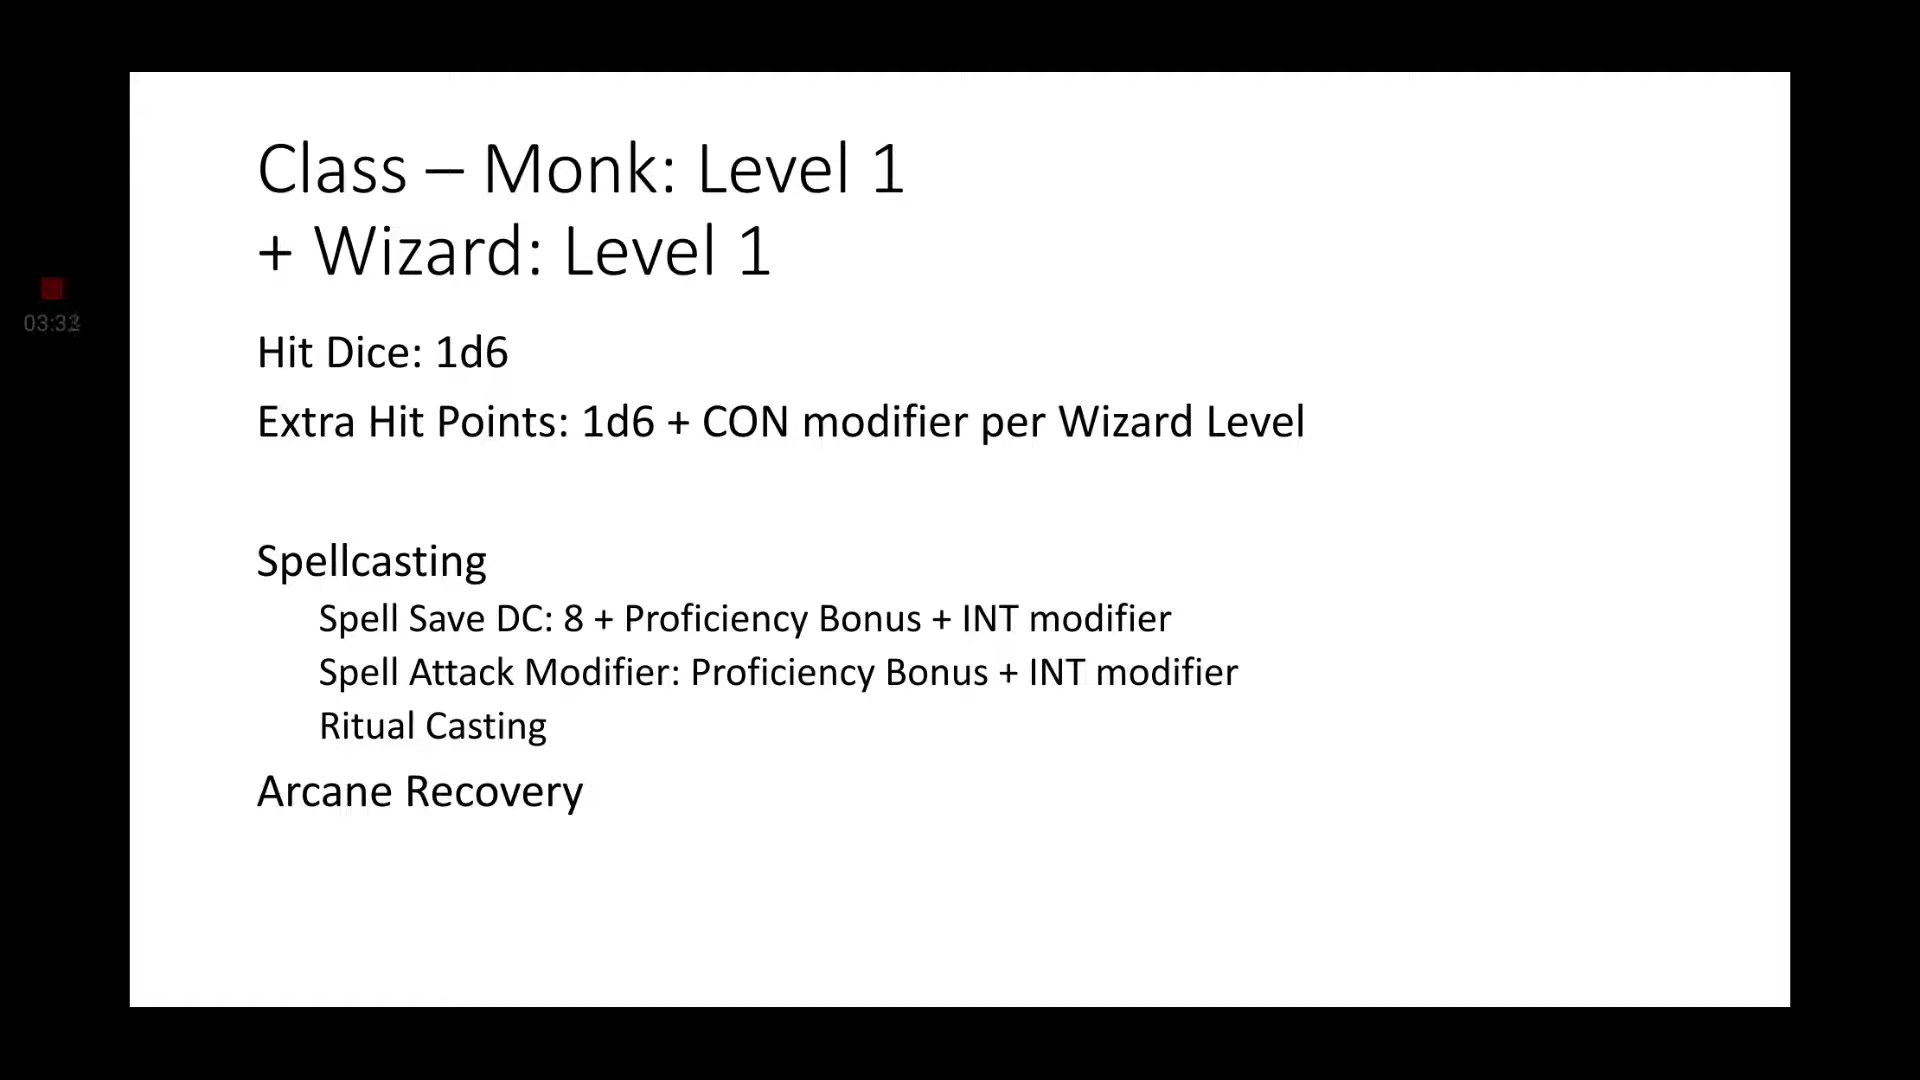 Class – Monk: Level 1
+ Wizard: Level 1
Hit Dice: 1d6
Extra Hit Points: 1d6 + CON modifier per Wizard Level
Spellcasting
Spell Save DC: 8 + Proficiency Bonus + INT modifier
Spell Attack Modifier: Proficiency Bonus + INT modifier
Ritual Casting
Arcane Recovery